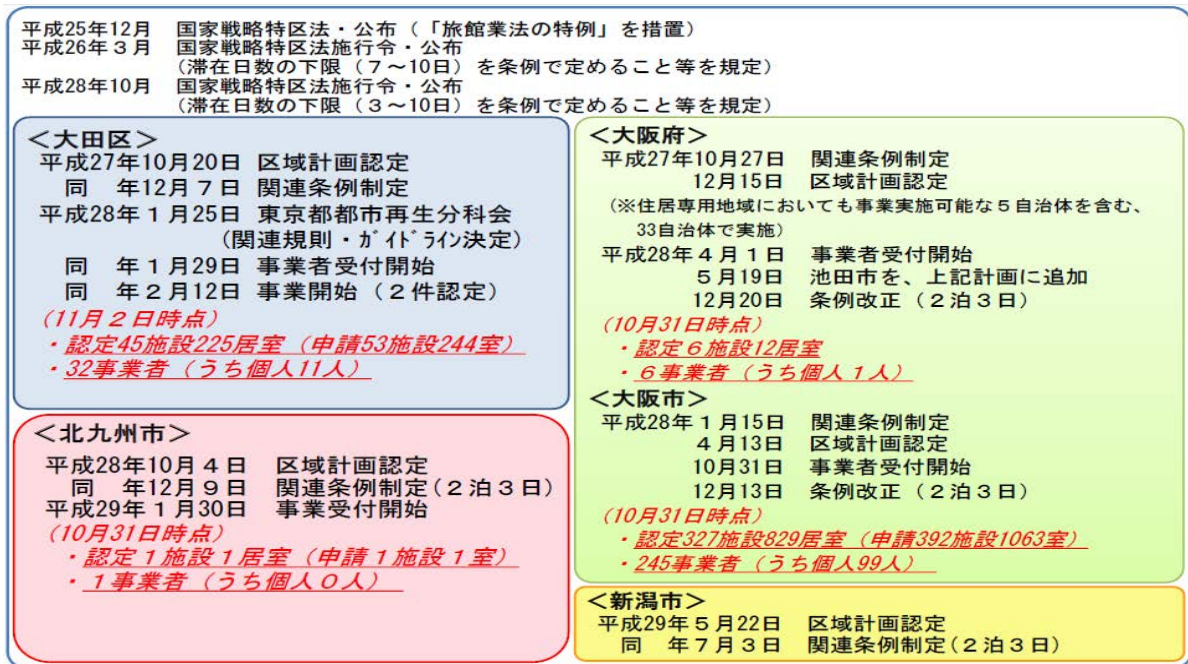 平成25年12月 国家戦略特区法・公布(「旅館業法の特例」を措置)
平成26年3月 国家戦略特区法施行令・公布
(滞在日数の下限(7～10日)を条例で定めること等を規定)
平成28年10月 国家戦略特区法施行令・公布
(滞在日数の下限(3～10日)を条例で定めること等を規定)
＜大田区＞
平成27年10月20日 区域計画認定
同 年12月7日 関連条例制定
平成28年1月25日 東京都都市再生分科会
(関連規則・ｶﾞｲﾄﾞﾗｲﾝ決定)
同 年1月29日 事業者受付開始
同 年2月12日 事業開始(2件認定)
(11月2日時点)
・認定45施設225居室(申請53施設244室)
・32事業者(うち個人11人)
＜北九州市＞
平成28年10月4日 区域計画認定
同 年12月9日 関連条例制定(2泊3日)
平成29年1月30日 事業受付開始
(10月31日時点)
・認定1施設1居室(申請1施設1室)
・1事業者(うち個人0人)
＜大阪府＞
平成27年10月27日 関連条例制定
12月15日 区域計画認定
(※住居専用地域においても事業実施可能な5自治体を含む、
33自治体で実施)
平成28年4月1日 事業者受付開始
5月19日 池田市を、上記計画に追加
12月20日 条例改正(2泊3日)
(10月31日時点)
・認定6施設12居室
・6事業者(うち個人1人)
＜大阪市＞
平成28年1月15日 関連条例制定
4月13日 区域計画認定
10月31日 事業者受付開始
12月13日 条例改正(2泊3日)
(10月31日時点)
・認定327施設829居室(申請392施設1063室)
・245事業者(うち個人99人)
＜新潟市＞
平成29年5月22日 区域計画認定
同 年7月3日 関連条例制定(2泊3日)